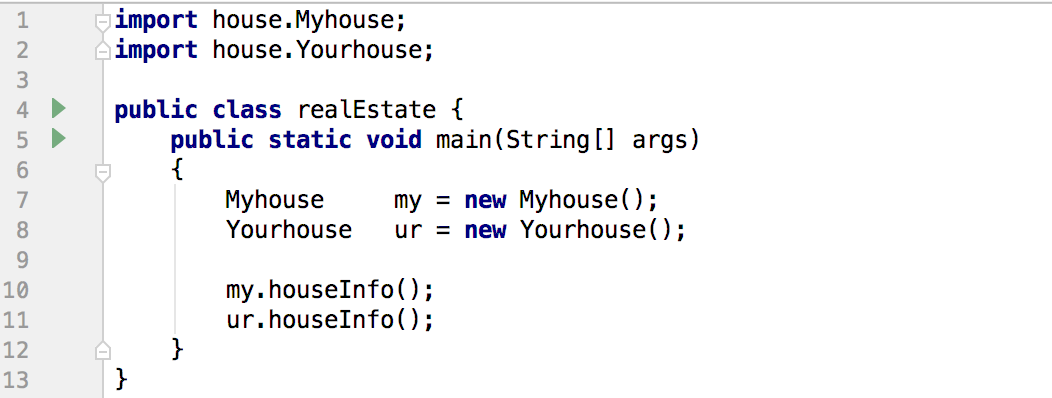 1 import house.Myhouse;
2 import house.Yourhouse;
3
4 public class realEstate {
5     public static void main(String[] args)
6     {
7         Myhouse     my = new Myhouse();
8         Yourhouse   ur = new Yourhouse();
9
10         my.houseInfo();
11         ur.houseInfo();
12     }
13 }